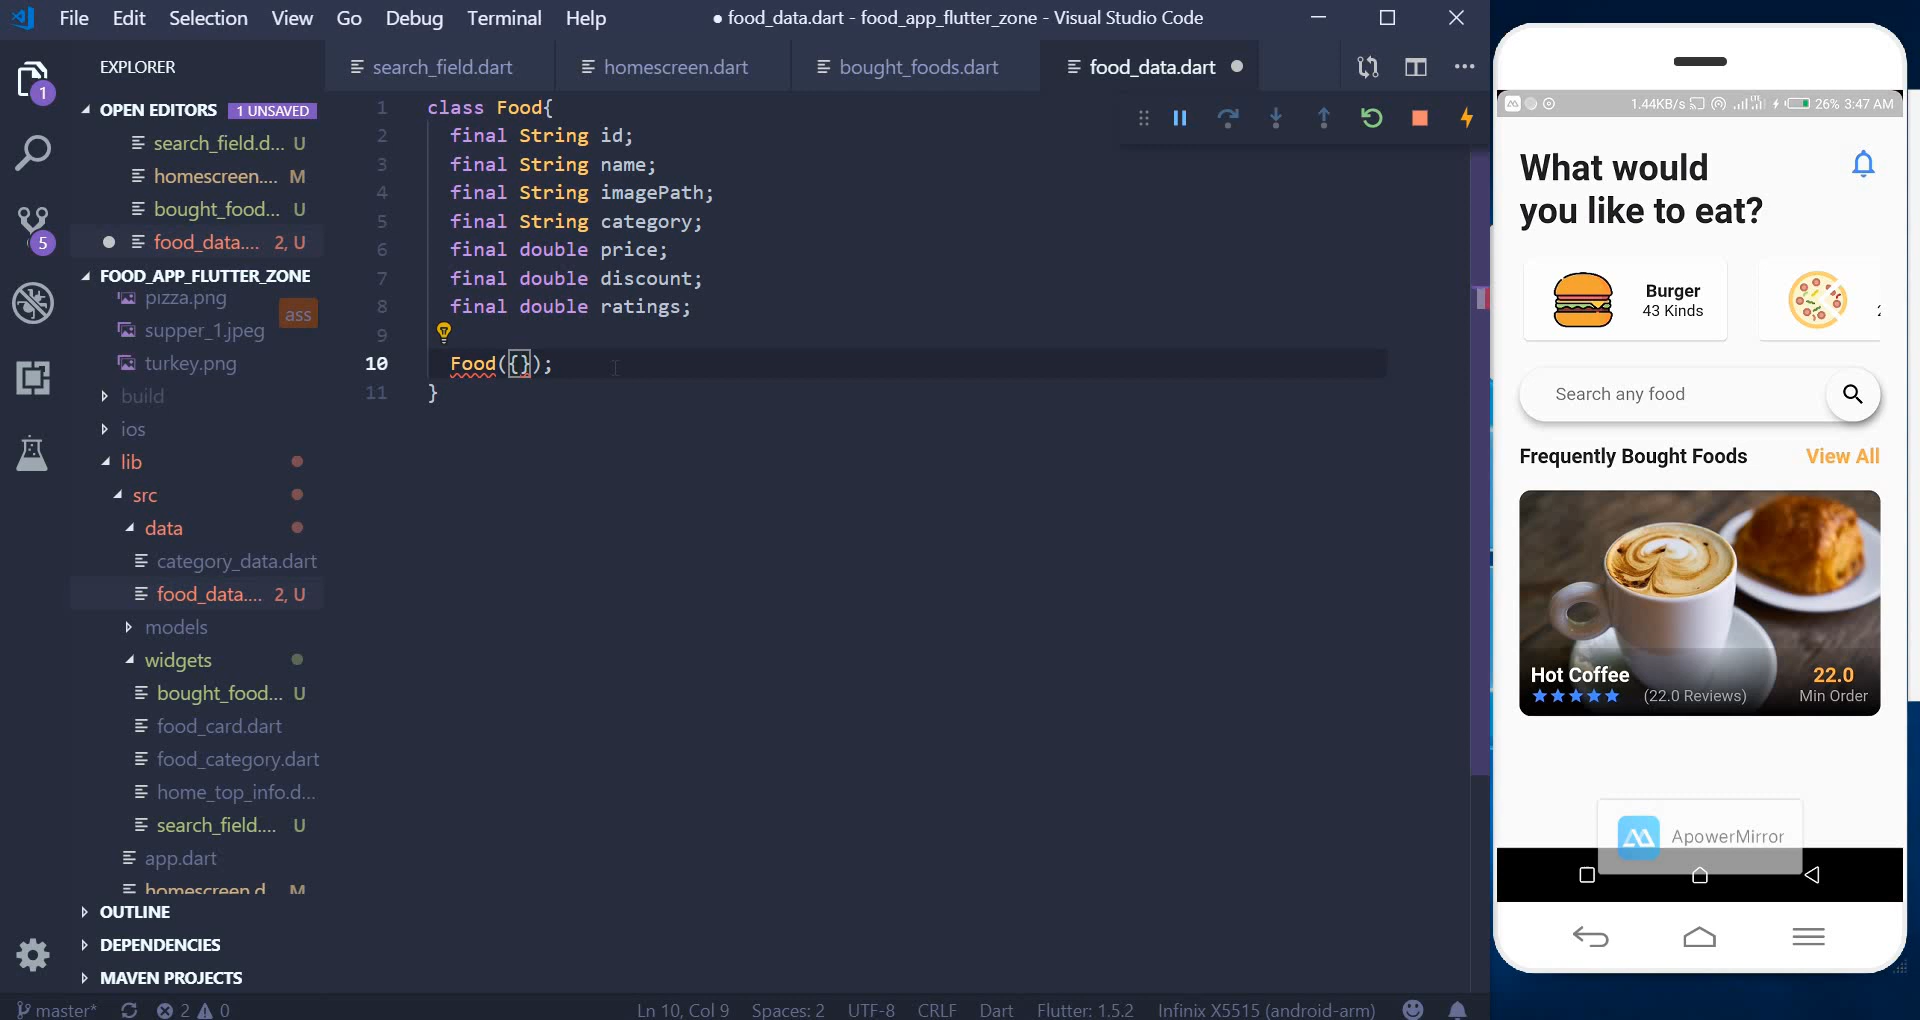 File Edit Selection View Go Debug Terminal Help
● food_data.dart - food_app_flutter_zone - Visual Studio Code
EXPLORER
1
OPEN EDITORS 1 UNSAVED
search_field.d... U
homescreen.... M
bought_food... U
food_data.... 2, U
5
FOOD_APP_FLUTTER_ZONE
pizza.png
ass
supper_1.jpeg
turkey.png
build
ios
lib
src
data
category_data.dart
food_data.... 2, U
models
widgets
bought_food... U
food_card.dart
food_category.dart
home_top_info.d...
search_field.... U
app.dart
homescreen.d M
OUTLINE
DEPENDENCIES
MAVEN PROJECTS
search_field.dart homescreen.dart bought_foods.dart food_data.dart
1 class Food{
2 final String id;
3 final String name;
4 final String imagePath;
5 final String category;
6 final double price;
7 final double discount;
8 final double ratings;
9
10 Food({});
11 }
master* 2 0 Ln 10, Col 9 Spaces: 2 UTF-8 CRLF Dart Flutter: 1.5.2 Infinix X5515 (android-arm)
1.44KB/s 26% 3:47 AM
What would
you like to eat?
Burger
43 Kinds
Search any food
Frequently Bought Foods View All
Hot Coffee 22.0
(22.0 Reviews) Min Order
ApowerMirror